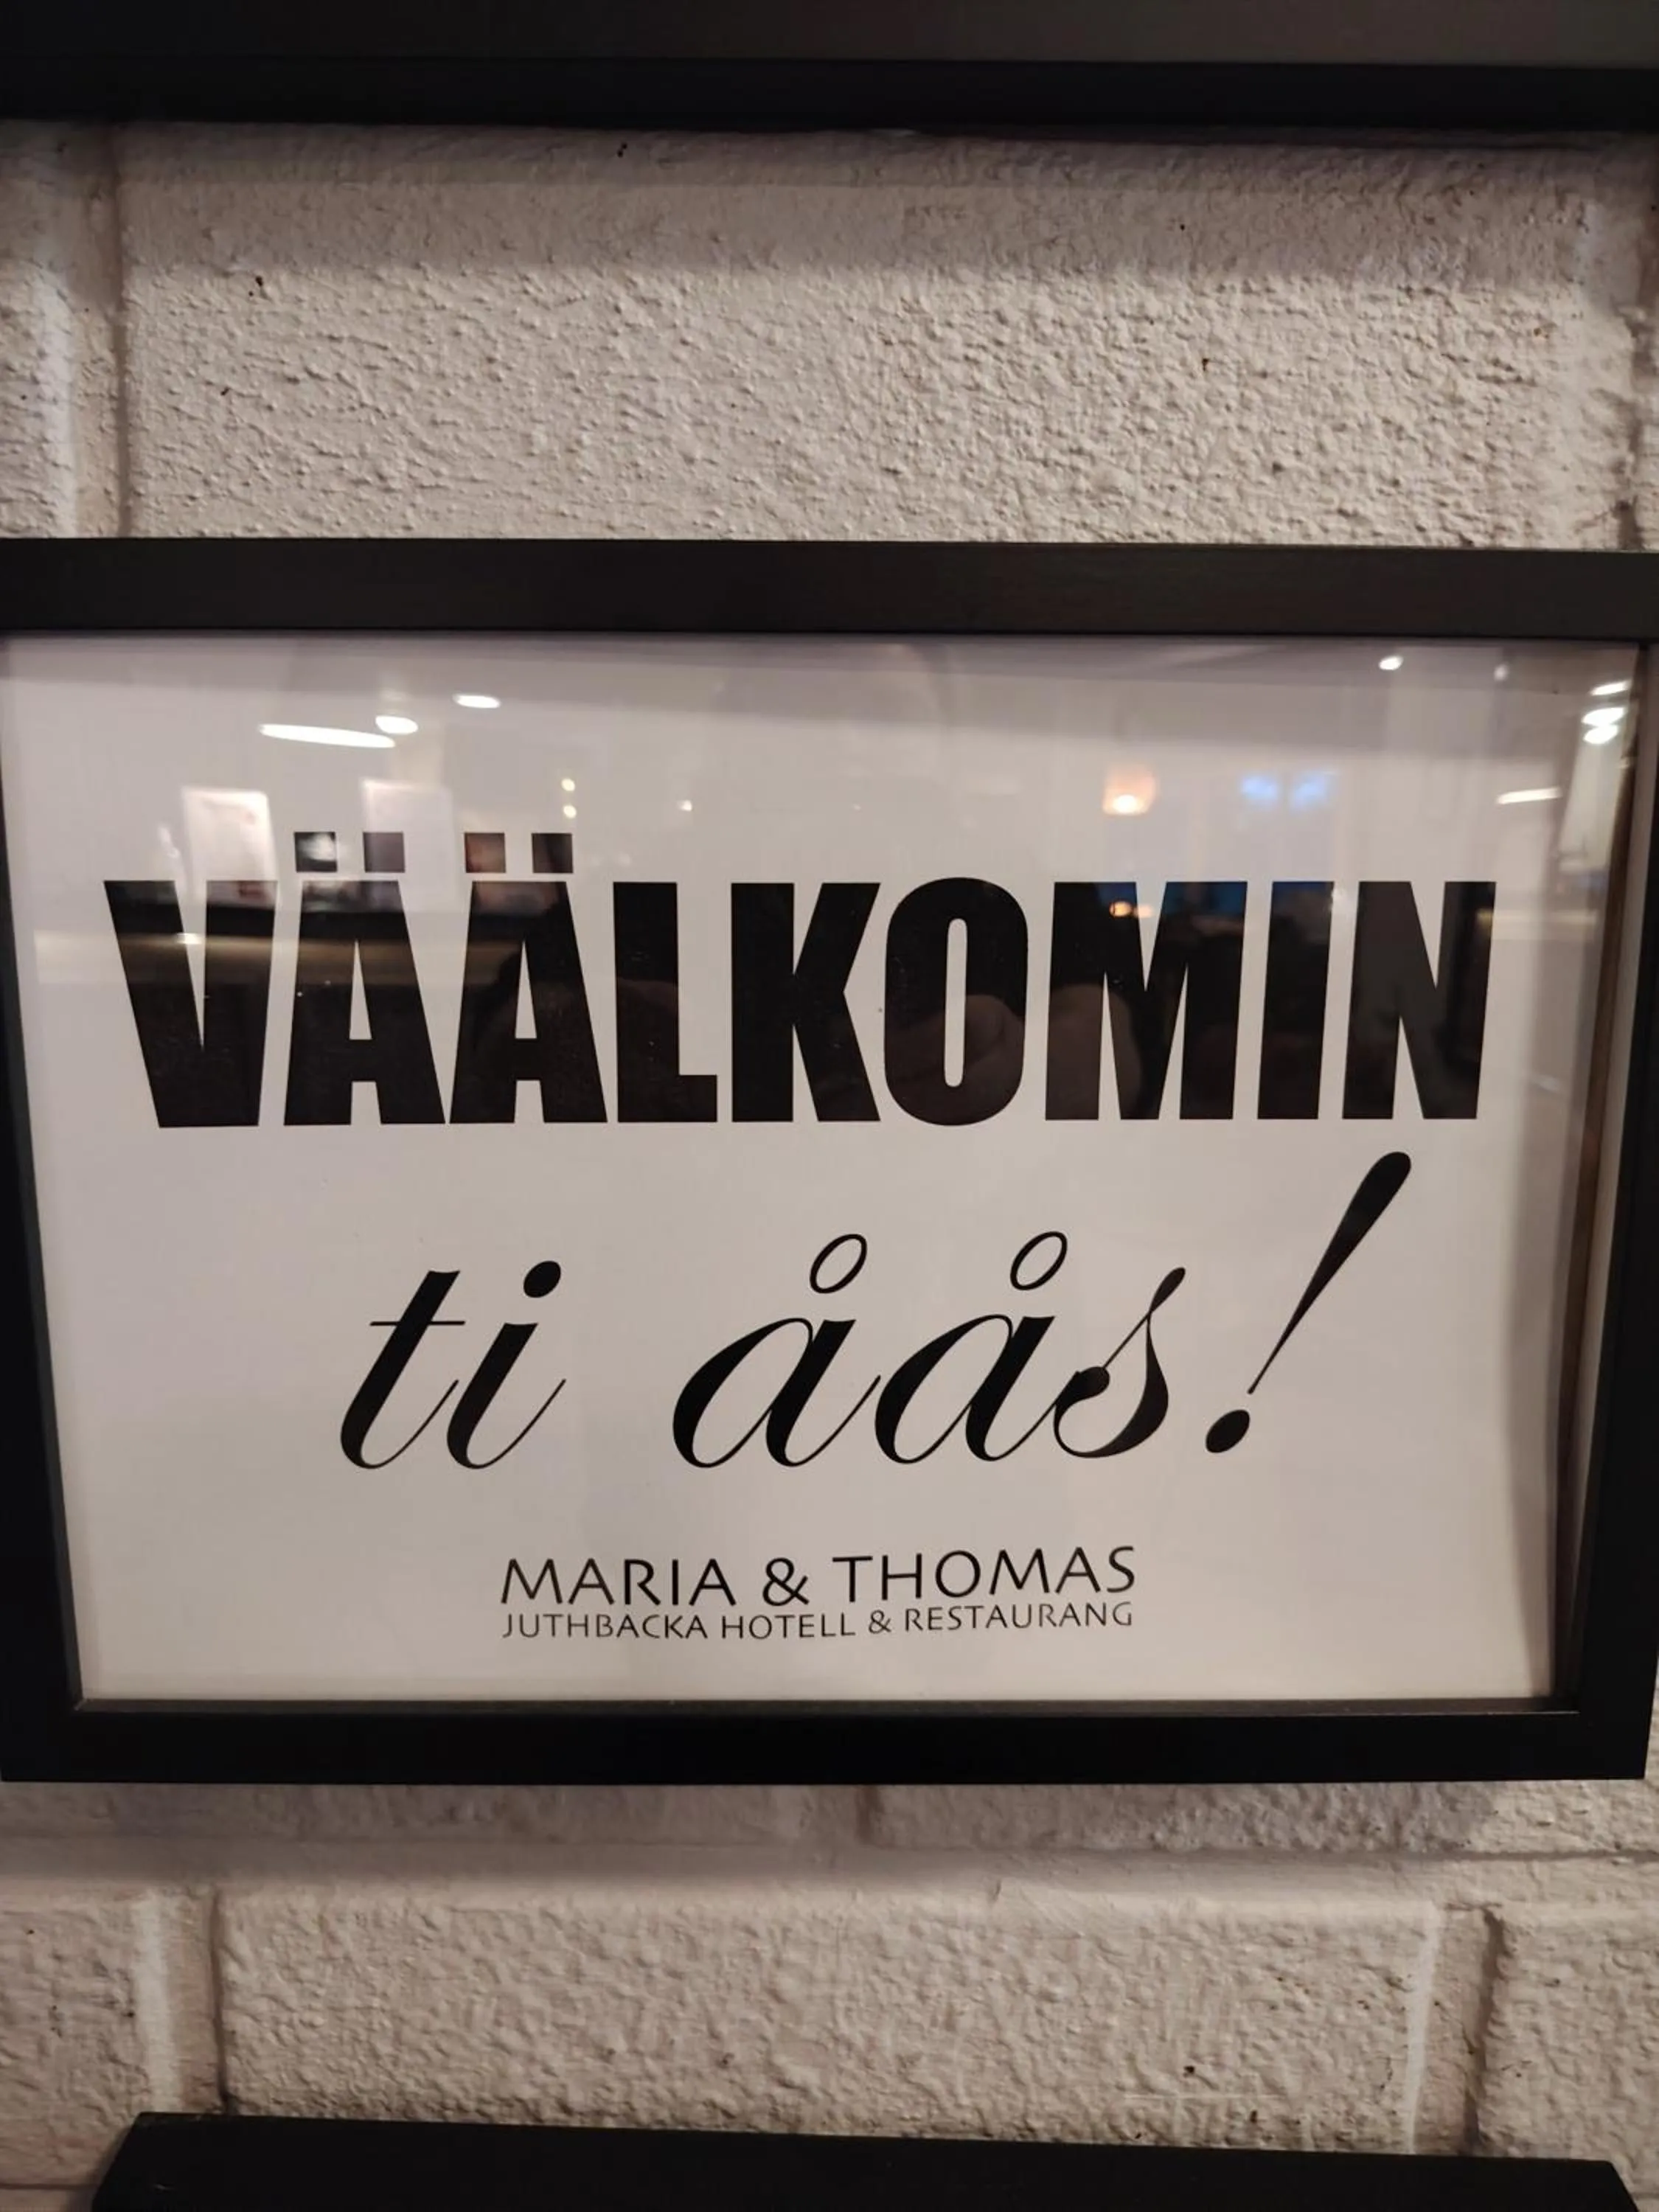 VÄÄLKOMIN
ti åås!
MARIA & THOMAS
JUTHBACKA HOTELL & RESTAURANG